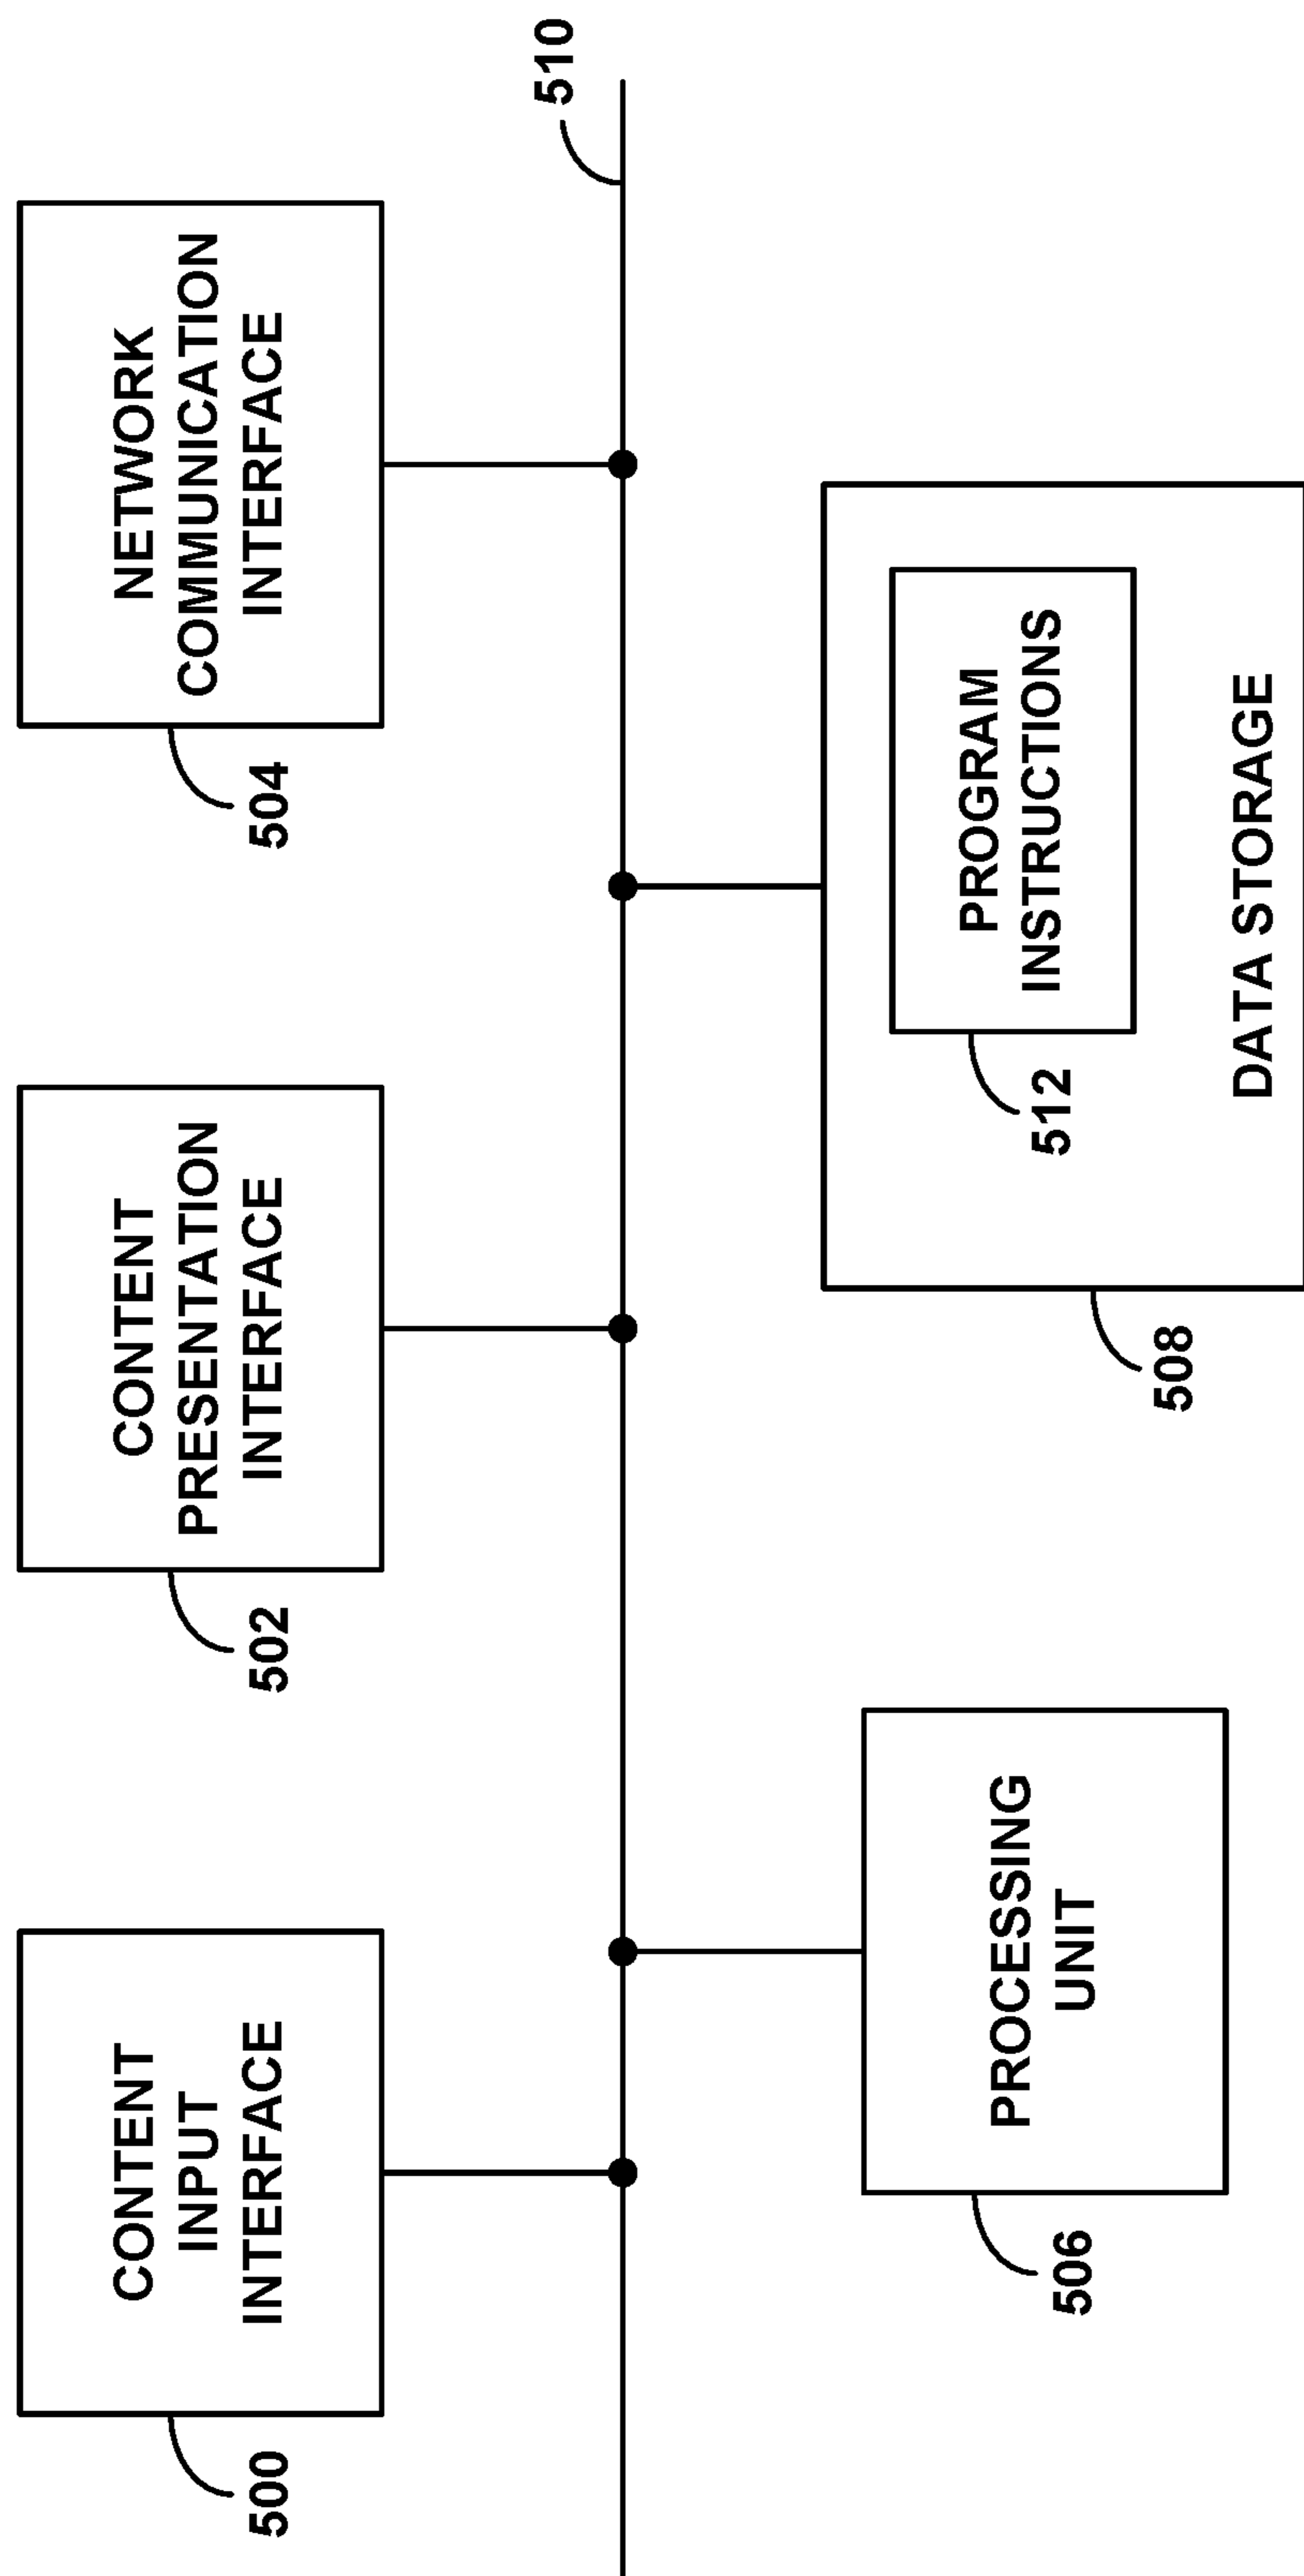 CONTENT
INPUT
INTERFACE
500
CONTENT
PRESENTATION
INTERFACE
502
NETWORK
COMMUNICATION
INTERFACE
504
510
PROCESSING
UNIT
506
PROGRAM
INSTRUCTIONS
512
DATA STORAGE
508